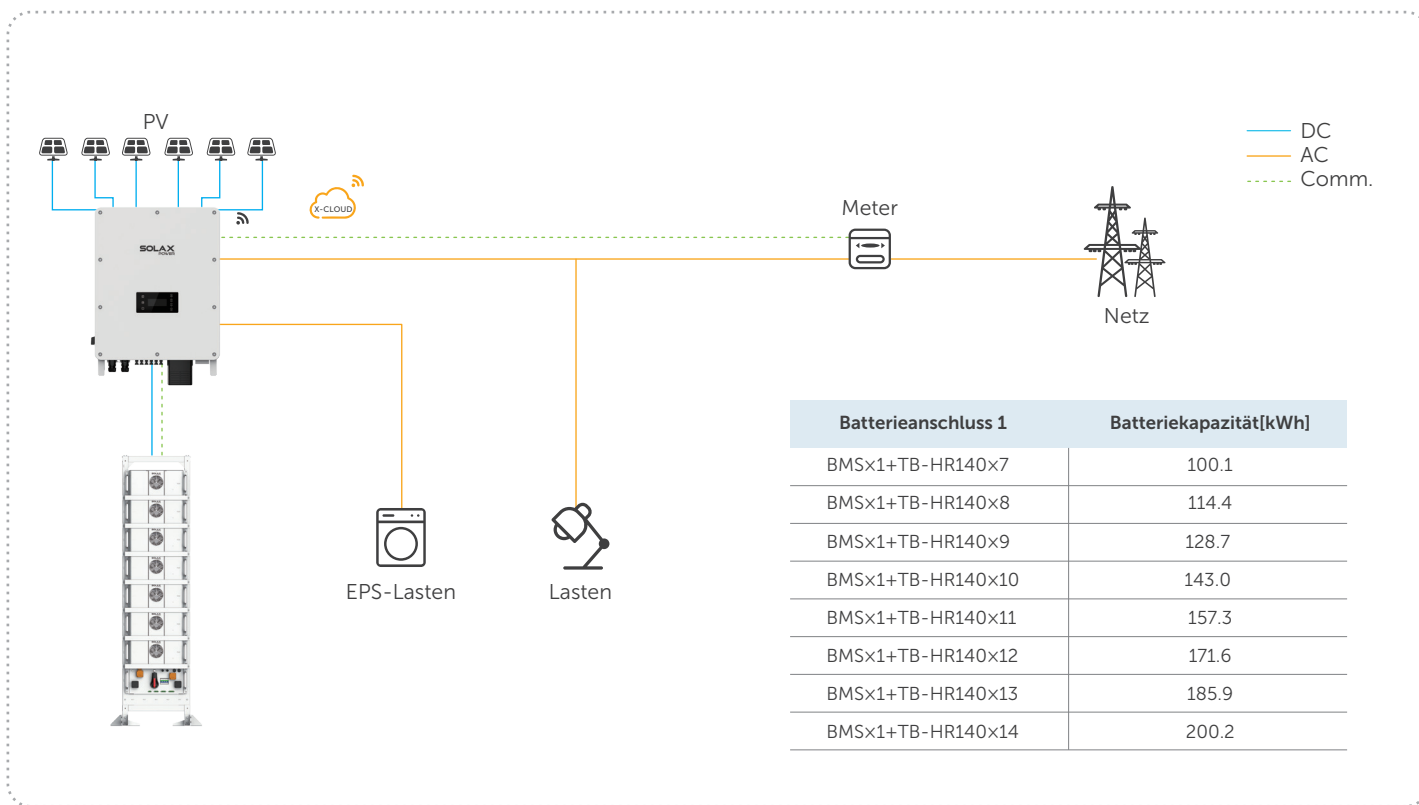 PV
DC
AC
Comm.
X-CLOUD
Meter
SOLAX
POWER
Netz
EPS-Lasten
Lasten
Batterieanschluss 1 Batteriekapazität[kWh]
BMS×1+TB-HR140×7 100.1
BMS×1+TB-HR140×8 114.4
BMS×1+TB-HR140×9 128.7
BMS×1+TB-HR140×10 143.0
BMS×1+TB-HR140×11 157.3
BMS×1+TB-HR140×12 171.6
BMS×1+TB-HR140×13 185.9
BMS×1+TB-HR140×14 200.2